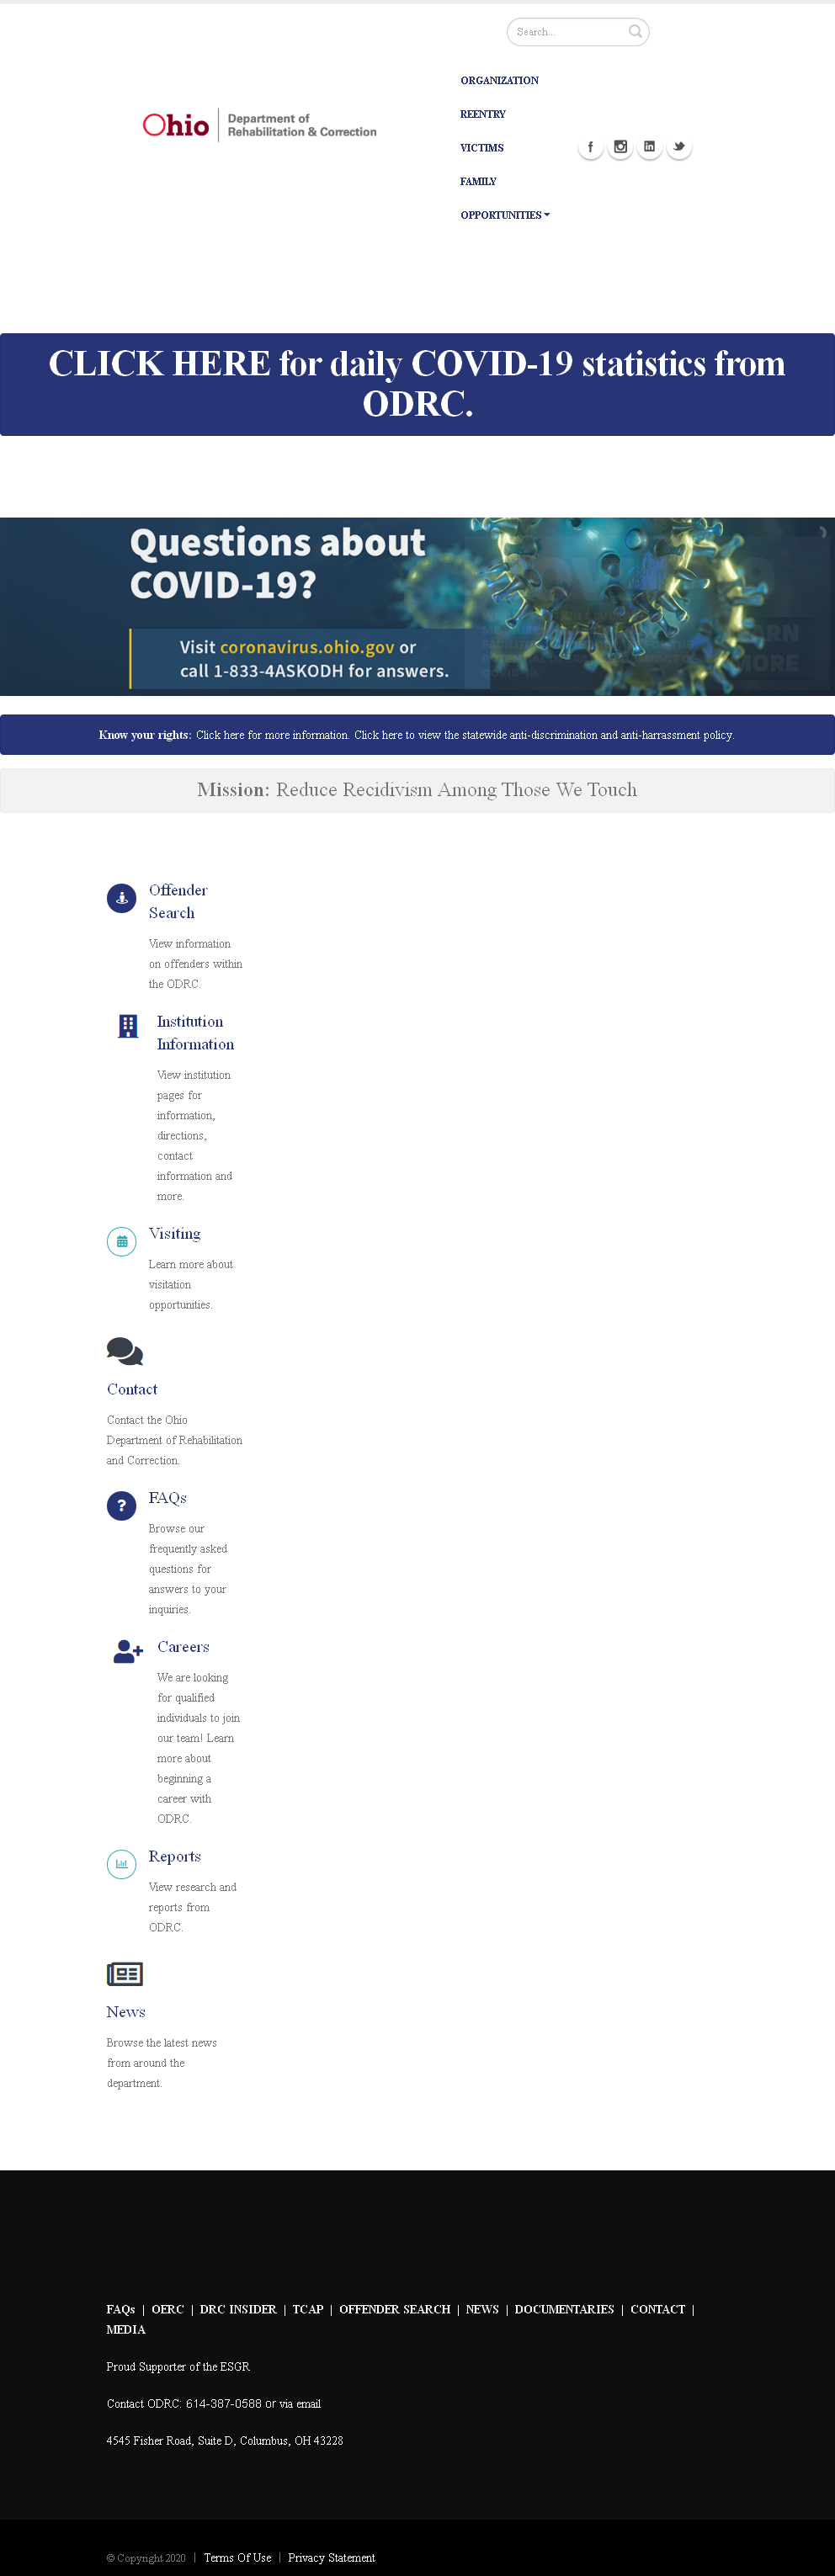 Search...
ORGANIZATION
REENTRY
VICTIMS
FAMILY
OPPORTUNITIES
Ohio
Department of
Rehabilitation & Correction
CLICK HERE for daily COVID-19 statistics from
ODRC.
Questions about
COVID-19?
Visit coronavirus.ohio.gov or
call 1-833-4ASKODH for answers.
MORE
Know your rights: Click here for more information. Click here to view the statewide anti-discrimination and anti-harrassment policy.
Mission: Reduce Recidivism Among Those We Touch
Offender
Search
View information
on offenders within
the ODRC.
Institution
Information
View institution
pages for
information,
directions,
contact
information and
more.
Visiting
Learn more about
visitation
opportunities.
Contact
Contact the Ohio
Department of Rehabilitation
and Correction.
FAQs
Browse our
frequently asked
questions for
answers to your
inquiries.
Careers
We are looking
for qualified
individuals to join
our team! Learn
more about
beginning a
career with
ODRC.
Reports
View research and
reports from
ODRC.
News
Browse the latest news
from around the
department.
FAQs | OERC | DRC INSIDER | TCAP | OFFENDER SEARCH | NEWS | DOCUMENTARIES | CONTACT |
MEDIA
Proud Supporter of the ESGR
Contact ODRC: 614-387-0588 or via email
4545 Fisher Road, Suite D, Columbus, OH 43228
© Copyright 2020 | Terms Of Use | Privacy Statement